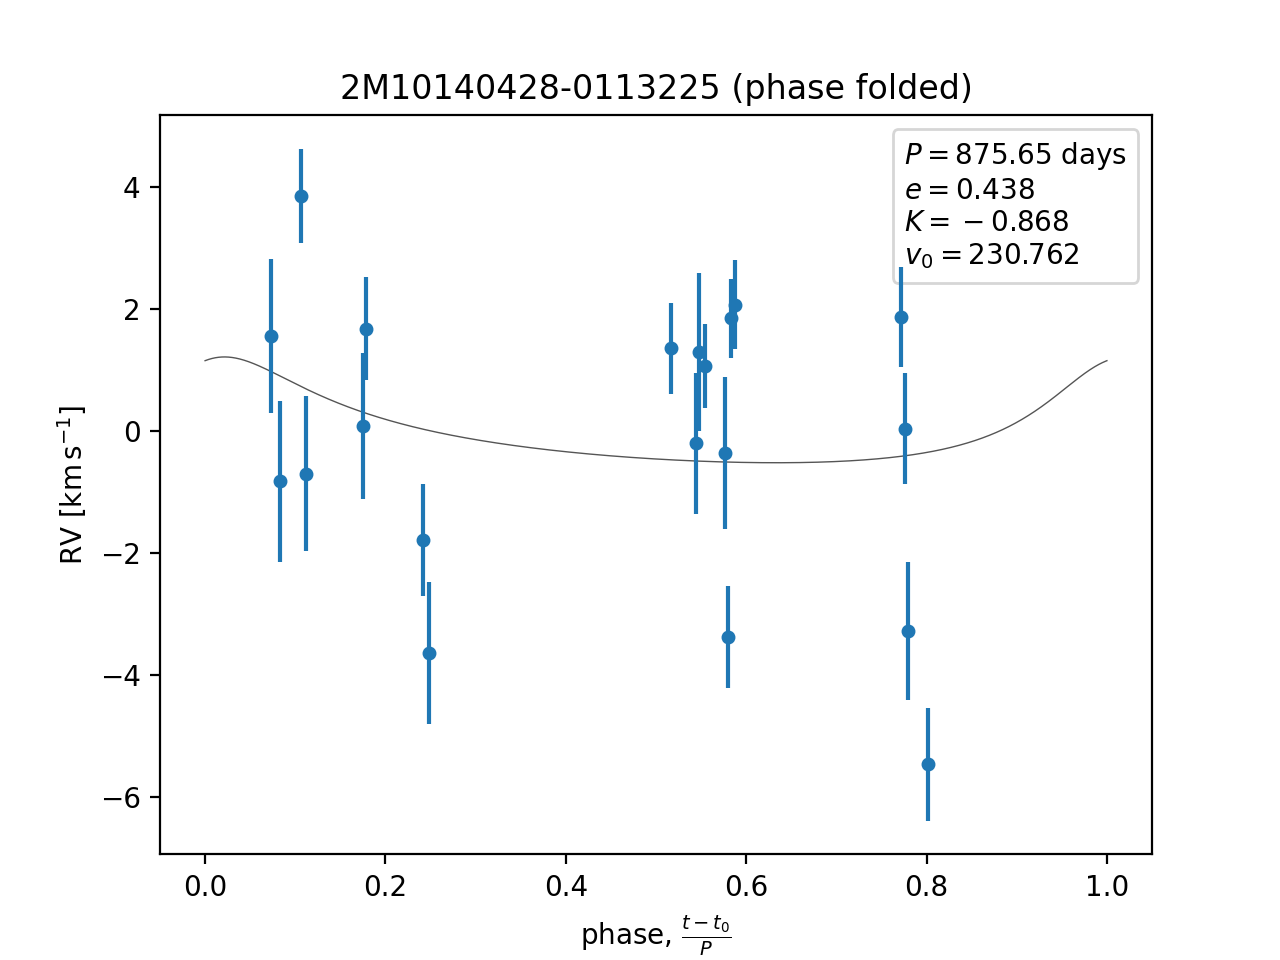 2M10140428-0113225 (phase folded)
P = 875.65 days
e = 0.438
K = −0.868
v₀ = 230.762
4
2
0
−2
−4
−6
RV [km s⁻¹]
0.0 0.2 0.4 0.6 0.8 1.0
phase, (t − t₀)/P